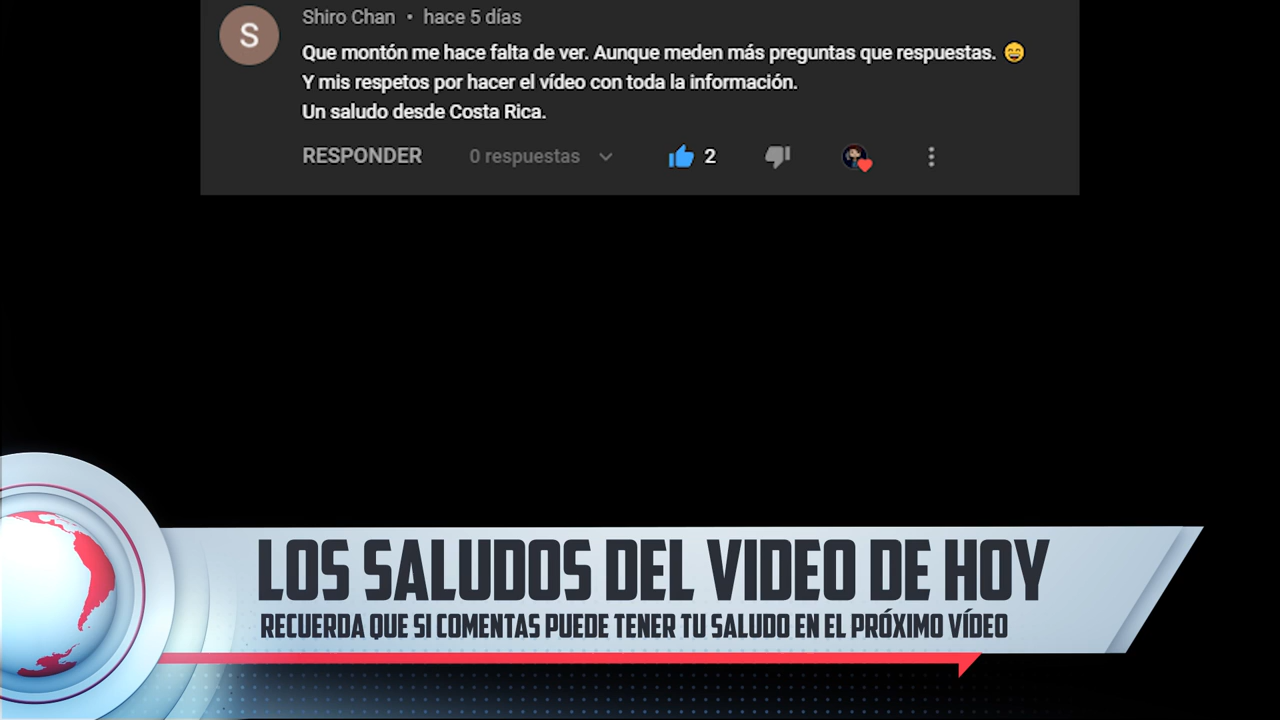 S
Shiro Chan • hace 5 días
Que montón me hace falta de ver. Aunque meden más preguntas que respuestas. 😄
Y mis respetos por hacer el vídeo con toda la información.
Un saludo desde Costa Rica.
RESPONDER 0 respuestas 2
LOS SALUDOS DEL VIDEO DE HOY
RECUERDA QUE SI COMENTAS PUEDE TENER TU SALUDO EN EL PRÓXIMO VÍDEO